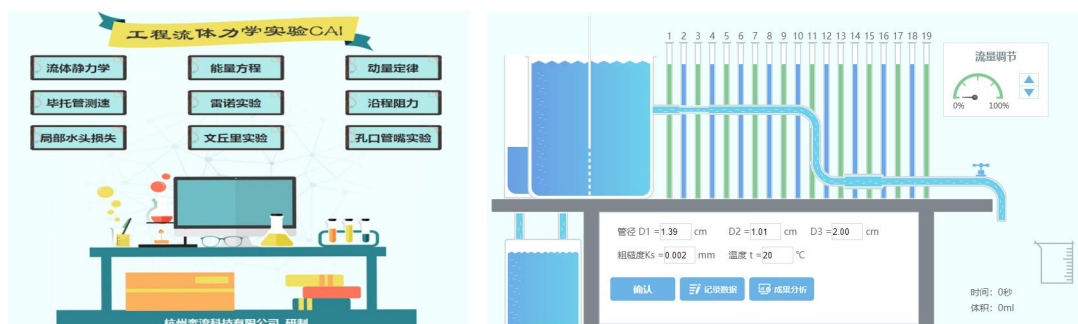 工程流体力学实验CAI
流体静力学
能量方程
动量定律
毕托管测速
雷诺实验
沿程阻力
局部水头损失
文丘里实验
孔口管嘴实验
杭州奔流科技有限公司 研制
1 2 3 4 5 6 7 8 9 10 11 12 13 14 15 16 17 18 19
流量调节
0% 100%
管径 D1 =1.39 cm D2 =1.01 cm D3 =2.00 cm
粗糙度Ks =0.002 mm 温度 t =20 ℃
确认 记录数据 成果分析
时间：0秒
体积：0ml